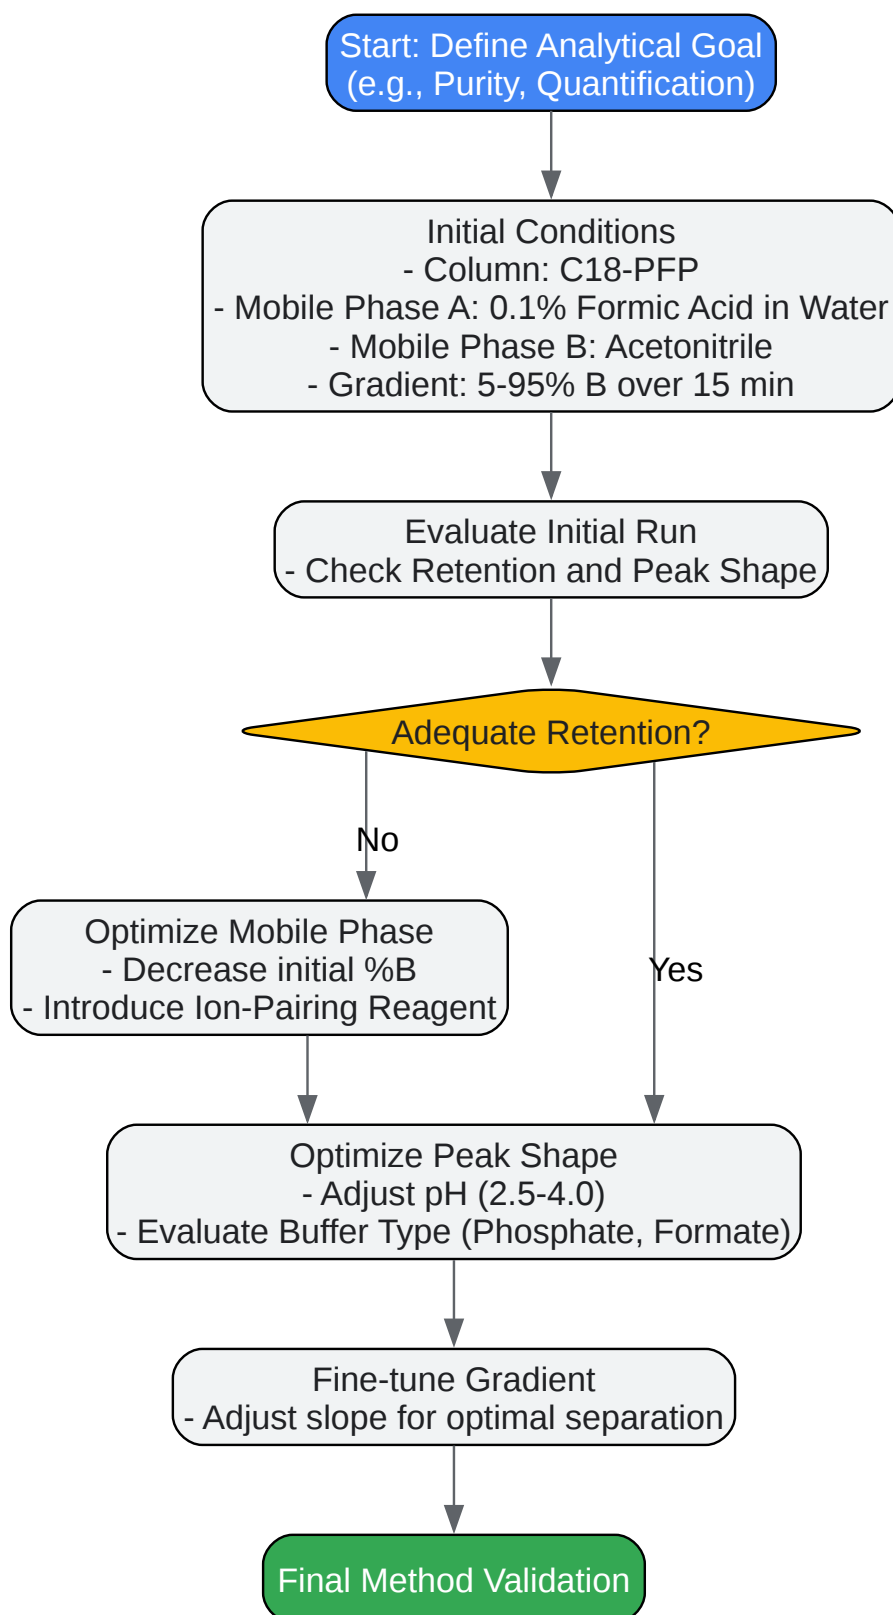 Start: Define Analytical Goal
(e.g., Purity, Quantification)
Initial Conditions
- Column: C18-PFP
- Mobile Phase A: 0.1% Formic Acid in Water
- Mobile Phase B: Acetonitrile
- Gradient: 5-95% B over 15 min
Evaluate Initial Run
- Check Retention and Peak Shape
Adequate Retention?
No
Optimize Mobile Phase
- Decrease initial %B
- Introduce Ion-Pairing Reagent
Yes
Optimize Peak Shape
- Adjust pH (2.5-4.0)
- Evaluate Buffer Type (Phosphate, Formate)
Fine-tune Gradient
- Adjust slope for optimal separation
Final Method Validation